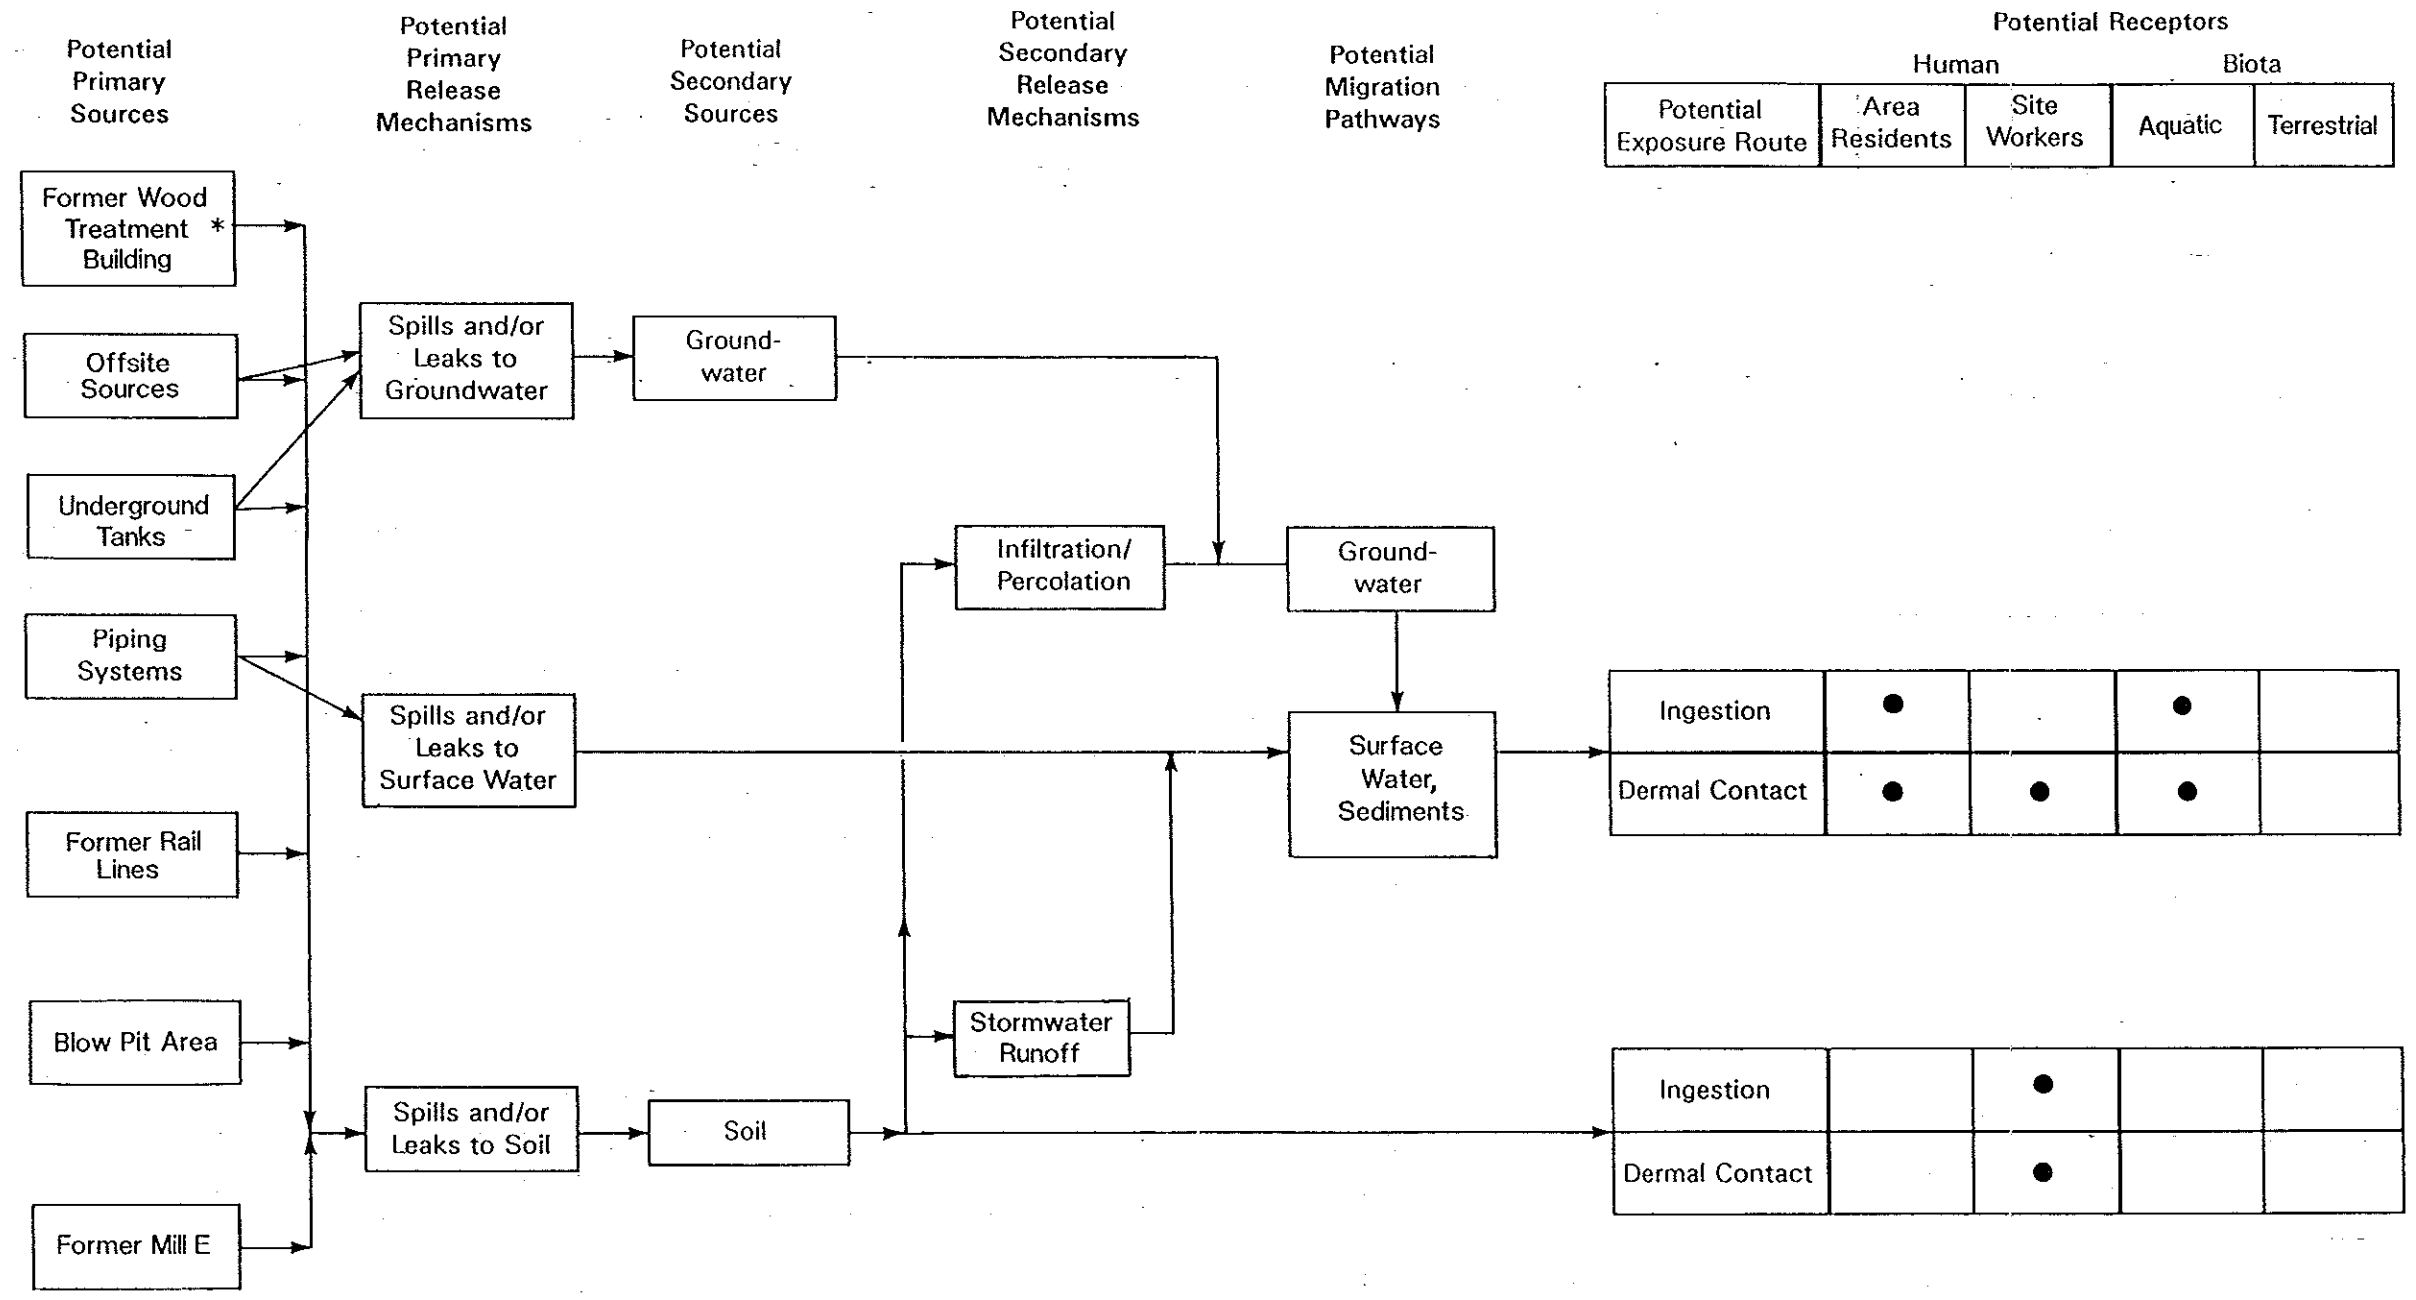 Potential
Primary
Sources
Potential
Primary
Release
Mechanisms
Potential
Secondary
Sources
Potential
Secondary
Release
Mechanisms
Potential
Migration
Pathways
Potential Receptors
Human
Biota
Potential
Exposure Route
Area
Residents
Site
Workers
Aquatic
Terrestrial
Former Wood
Treatment *
Building
Offsite
Sources
Underground
Tanks
Piping
Systems
Former Rail
Lines
Blow Pit Area
Former Mill E
Spills and/or
Leaks to
Groundwater
Spills and/or
Leaks to
Surface Water
Spills and/or
Leaks to Soil
Ground-
water
Soil
Infiltration/
Percolation
Stormwater
Runoff
Ground-
water
Surface
Water,
Sediments
Ingestion
Dermal Contact
Ingestion
Dermal Contact